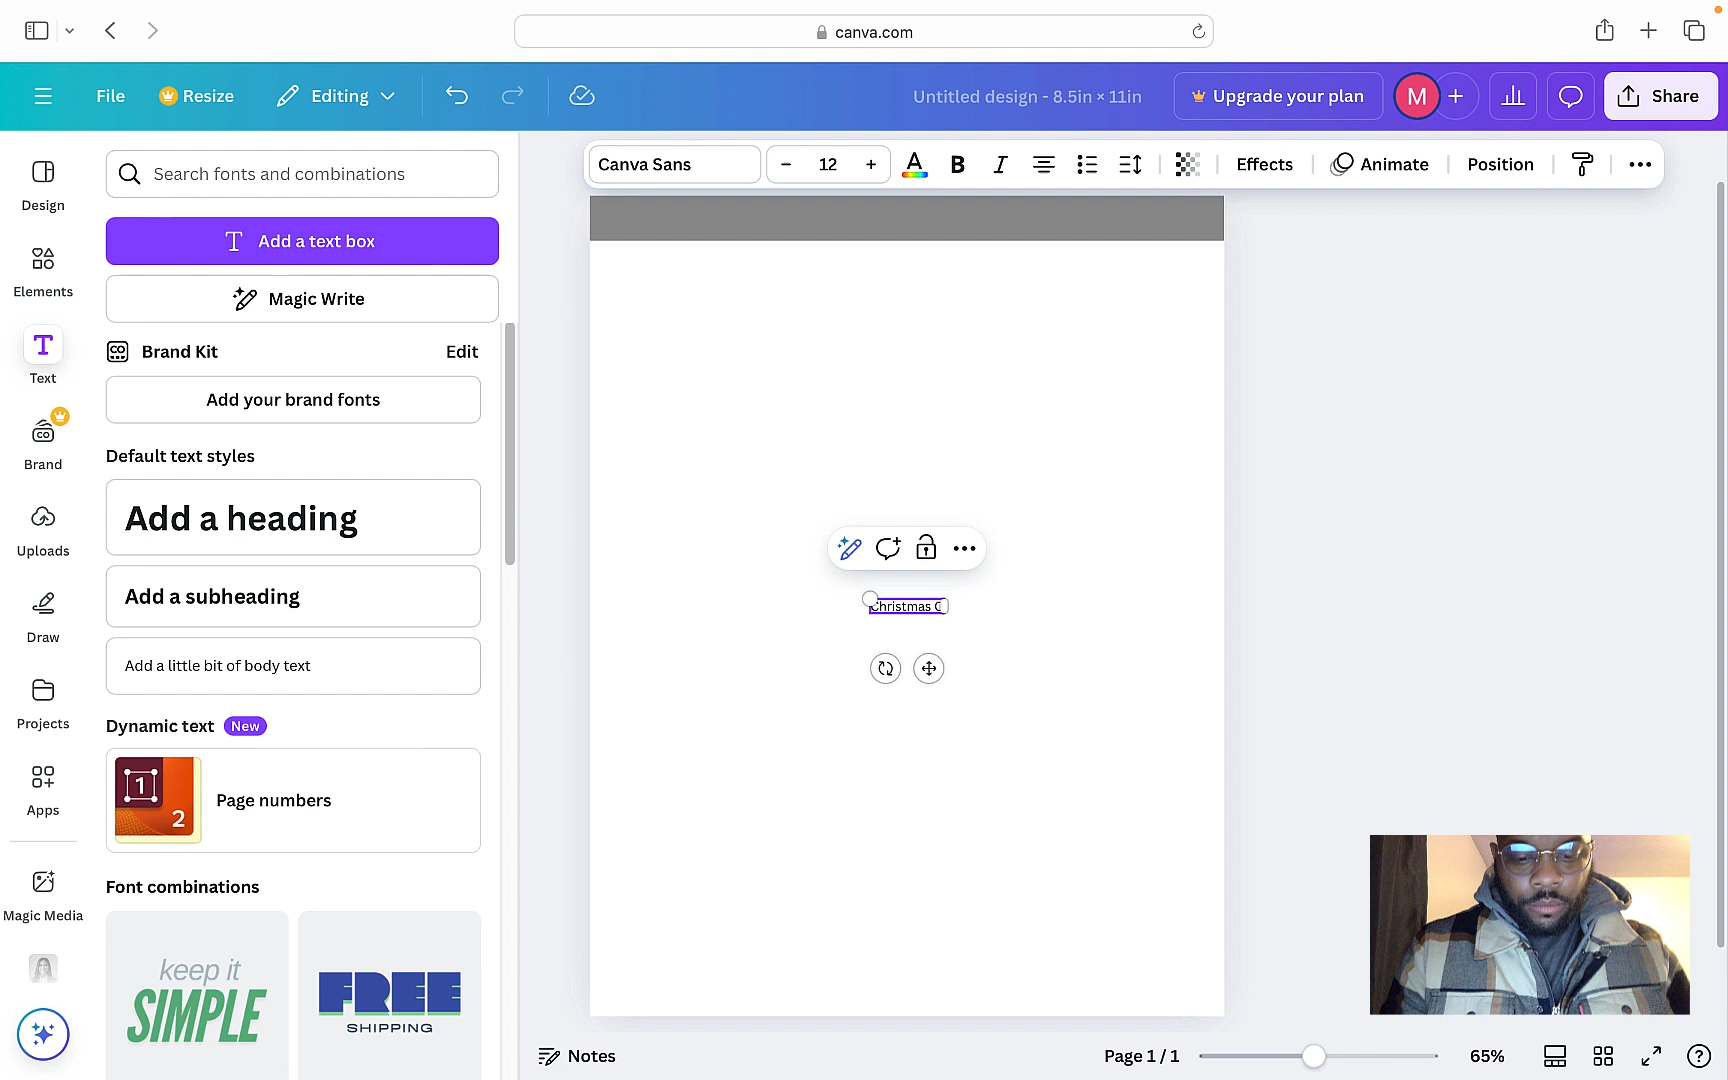 canva.com
File
Resize
Editing
Untitled design - 8.5in × 11in
Upgrade your plan
M
Share
Design
Elements
Text
Brand
Uploads
Draw
Projects
Apps
Magic Media
Search fonts and combinations
Add a text box
Magic Write
Brand Kit
Edit
Add your brand fonts
Default text styles
Add a heading
Add a subheading
Add a little bit of body text
Dynamic text New
1
2
Page numbers
Font combinations
keep it
SIMPLE
FREE
SHIPPING
Canva Sans
- 12 +
A B I
Effects
Animate
Position
Christmas C
Notes
Page 1 / 1
65%